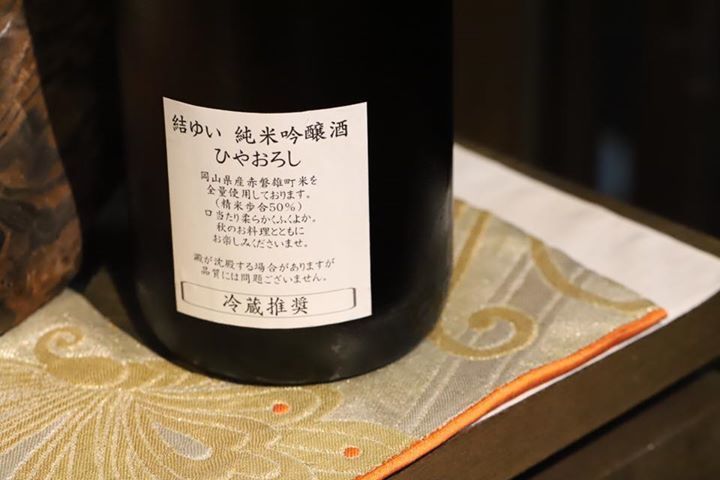 結ゆい 純米吟醸酒
ひやおろし
岡山県産赤磐雄町米を
全量使用しております。
(精米歩合50%)
口当たり柔らかくふくよか。
秋のお料理とともに
お楽しみくださいませ。
澱が沈殿する場合がありますが
品質には問題ございません。
冷蔵推奨